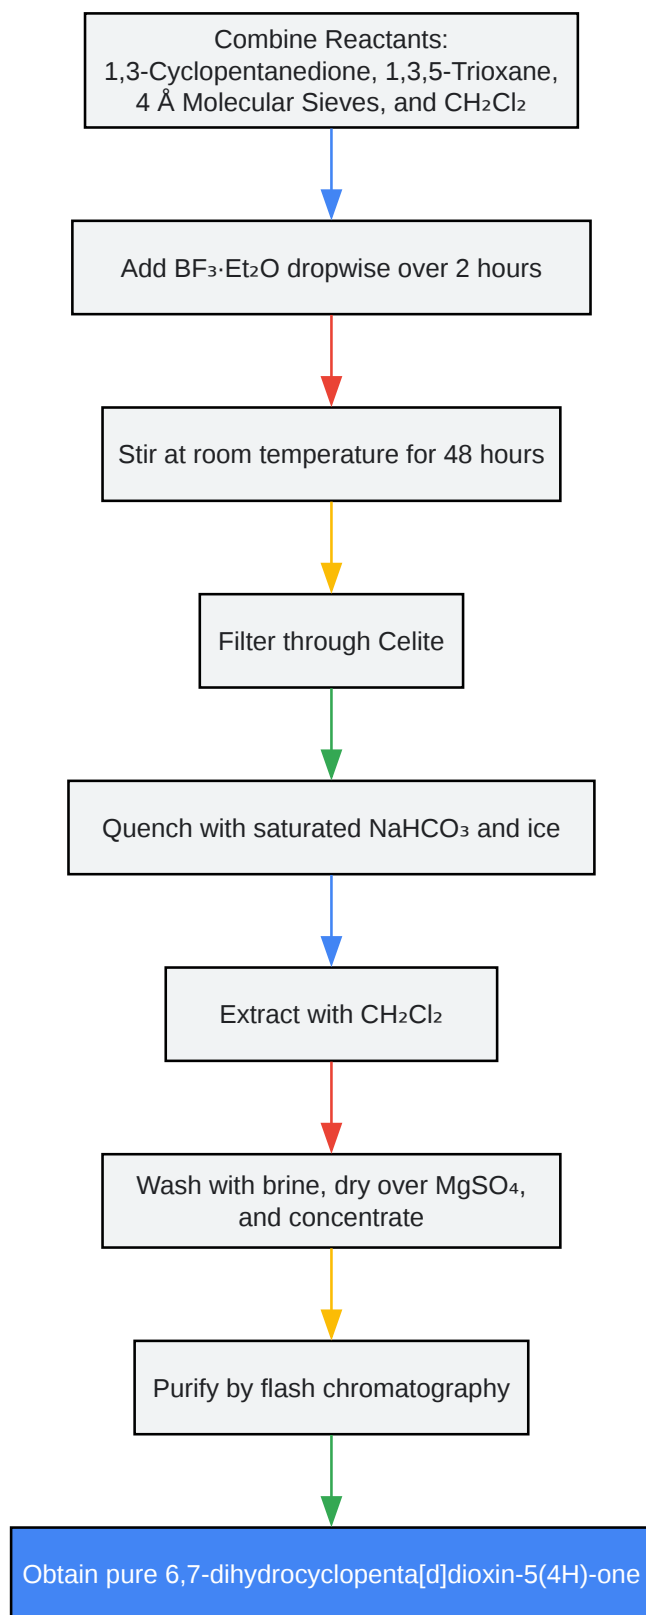 Combine Reactants:
1,3-Cyclopentanedione, 1,3,5-Trioxane,
4 Å Molecular Sieves, and CH₂Cl₂
Add BF₃·Et₂O dropwise over 2 hours
Stir at room temperature for 48 hours
Filter through Celite
Quench with saturated NaHCO₃ and ice
Extract with CH₂Cl₂
Wash with brine, dry over MgSO₄,
and concentrate
Purify by flash chromatography
Obtain pure 6,7-dihydrocyclopenta[d]dioxin-5(4H)-one